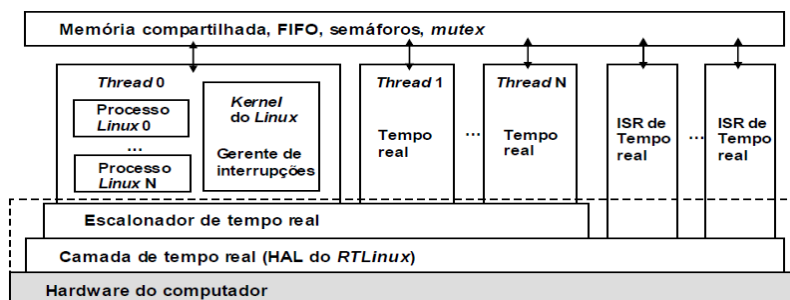 Memória compartilhada, FIFO, semáforos, mutex
Thread 0
Processo
Linux 0
...
Processo
Linux N
Kernel
do Linux
Gerente de
interrupções
Thread 1
Tempo
real
...
Thread N
Tempo
real
ISR de
Tempo
real
...
ISR de
Tempo
real
Escalonador de tempo real
Camada de tempo real (HAL do RTLinux)
Hardware do computador